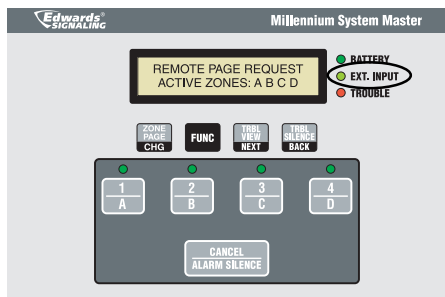 Edwards®
SIGNALING
Millennium System Master
REMOTE PAGE REQUEST
ACTIVE ZONES: A B C D
BATTERY
EXT. INPUT
TROUBLE
ZONE PAGE CHG
FUNC
TRBL VIEW NEXT
TRBL SILENCE BACK
1 A
2 B
3 C
4 D
CANCEL
ALARM SILENCE